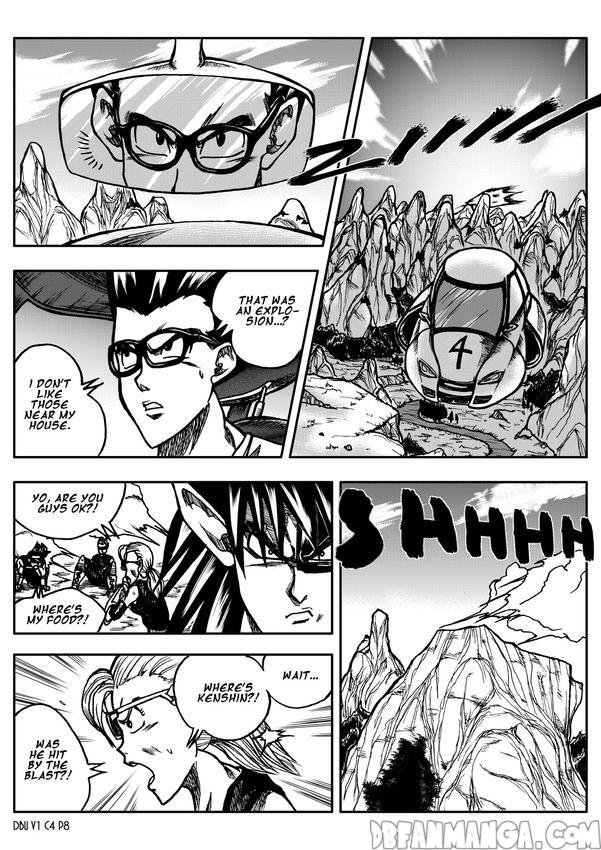 VIIIIII
4
THAT WAS
AN EXPLO-
SION...?
I DON'T
LIKE
THOSE
NEAR MY
HOUSE.
YO, ARE YOU
GUYS OK?!
WHERE'S
MY FOOD?!
SHHHH
WAIT...
WHERE'S
KENSHIN?!
WAS
HE HIT
BY THE
BLAST?!
DBU V1 C4 P8
DBFANMANGA.COM